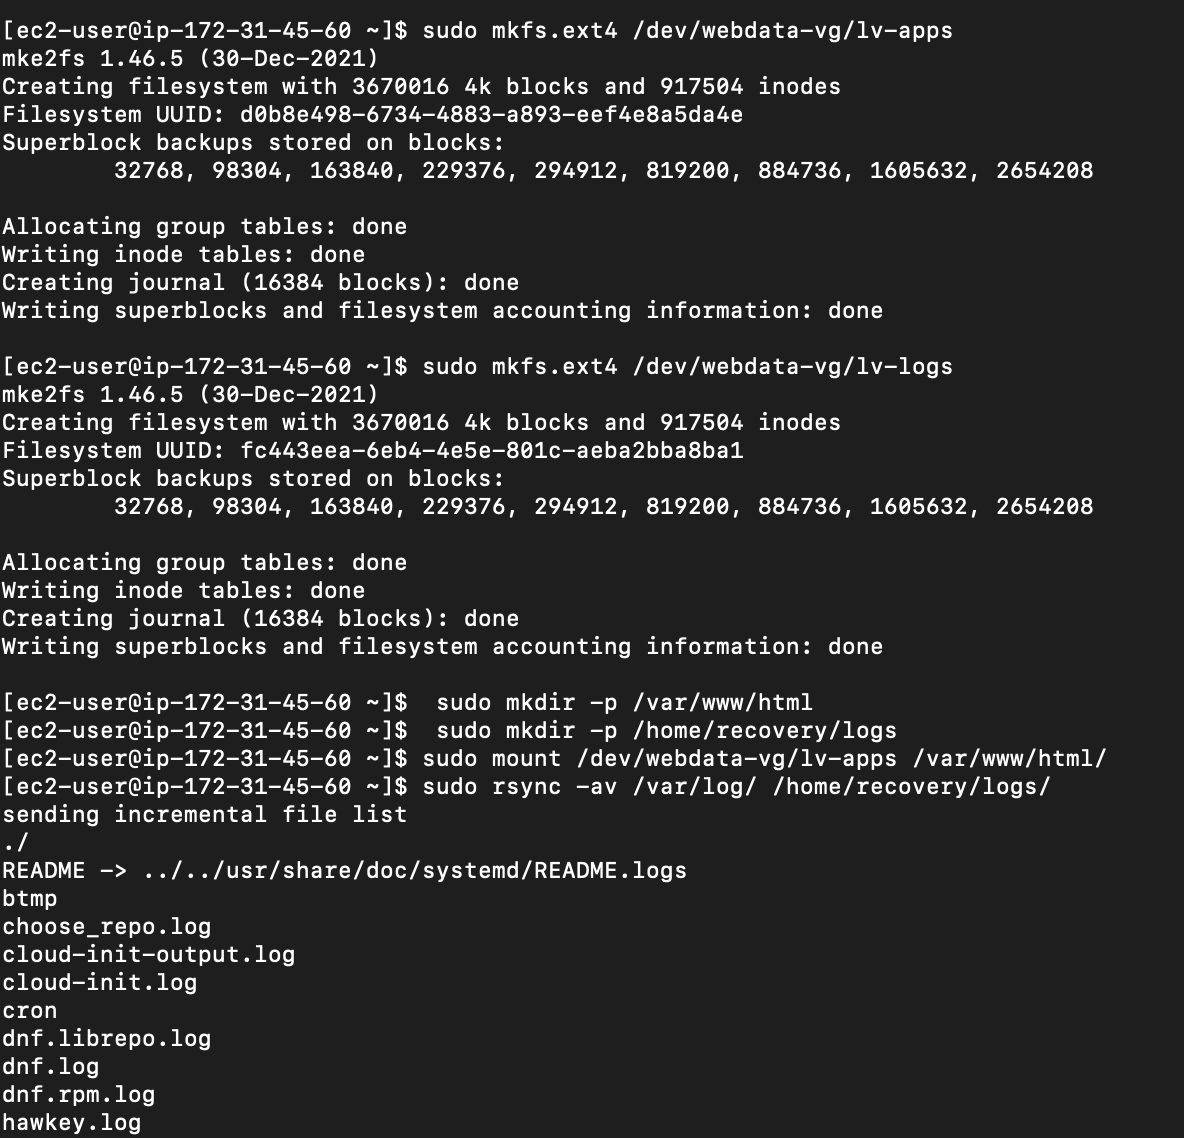 [ec2-user@ip-172-31-45-60 ~]$ sudo mkfs.ext4 /dev/webdata-vg/lv-apps
mke2fs 1.46.5 (30-Dec-2021)
Creating filesystem with 3670016 4k blocks and 917504 inodes
Filesystem UUID: d0b8e498-6734-4883-a893-eef4e8a5da4e
Superblock backups stored on blocks:
        32768, 98304, 163840, 229376, 294912, 819200, 884736, 1605632, 2654208
Allocating group tables: done
Writing inode tables: done
Creating journal (16384 blocks): done
Writing superblocks and filesystem accounting information: done
[ec2-user@ip-172-31-45-60 ~]$ sudo mkfs.ext4 /dev/webdata-vg/lv-logs
mke2fs 1.46.5 (30-Dec-2021)
Creating filesystem with 3670016 4k blocks and 917504 inodes
Filesystem UUID: fc443eea-6eb4-4e5e-801c-aeba2bba8ba1
Superblock backups stored on blocks:
        32768, 98304, 163840, 229376, 294912, 819200, 884736, 1605632, 2654208
Allocating group tables: done
Writing inode tables: done
Creating journal (16384 blocks): done
Writing superblocks and filesystem accounting information: done
[ec2-user@ip-172-31-45-60 ~]$  sudo mkdir -p /var/www/html
[ec2-user@ip-172-31-45-60 ~]$  sudo mkdir -p /home/recovery/logs
[ec2-user@ip-172-31-45-60 ~]$ sudo mount /dev/webdata-vg/lv-apps /var/www/html/
[ec2-user@ip-172-31-45-60 ~]$ sudo rsync -av /var/log/ /home/recovery/logs/
sending incremental file list
./
README -> ../../usr/share/doc/systemd/README.logs
btmp
choose_repo.log
cloud-init-output.log
cloud-init.log
cron
dnf.librepo.log
dnf.log
dnf.rpm.log
hawkey.log